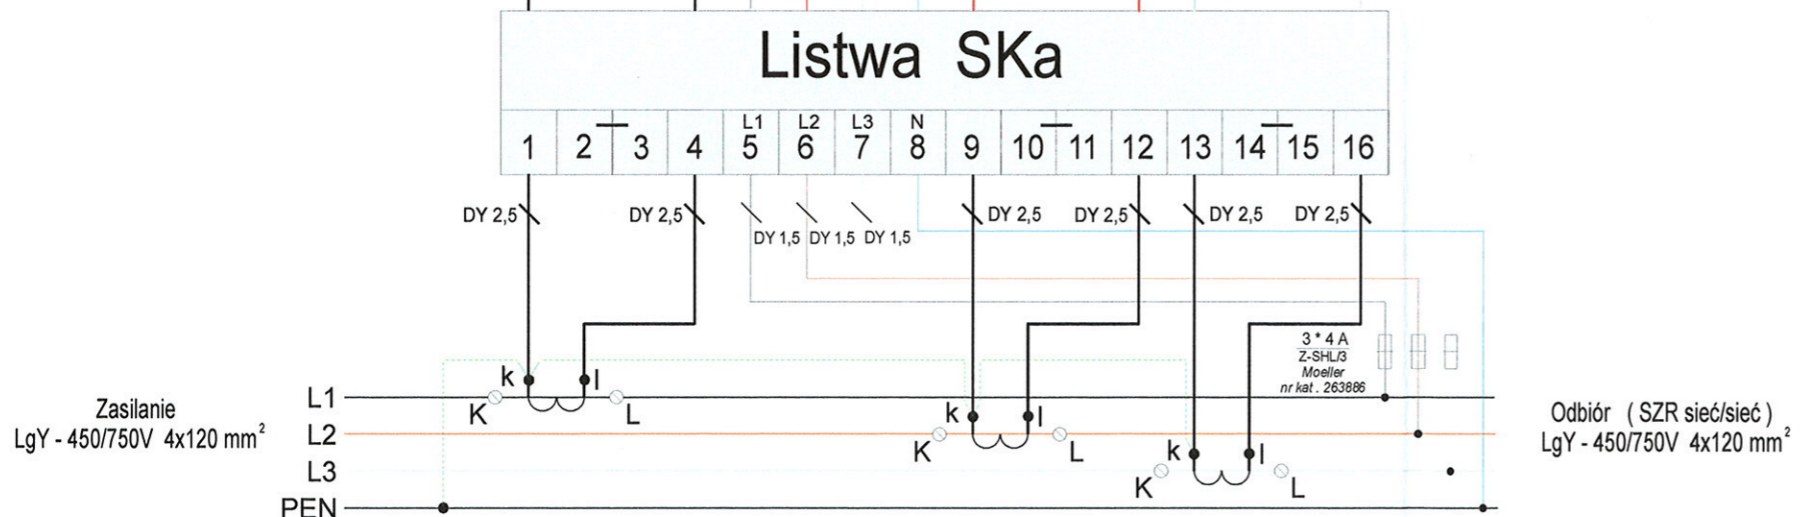 Listwa SKa
L1 L2 L3 N
1 2 3 4 5 6 7 8 9 10 11 12 13 14 15 16
DY 2,5 DY 2,5 DY 2,5 DY 2,5 DY 2,5 DY 2,5
DY 1,5 DY 1,5 DY 1,5
3 * 4 A
Z-SHL/3
Moeller
nr kat . 263886
k l
L1
K L
k l
L2
K L
k l
L3
K L
PEN
Zasilanie
LgY - 450/750V 4x120 mm²
Odbiór ( SZR sieć/sieć )
LgY - 450/750V 4x120 mm²